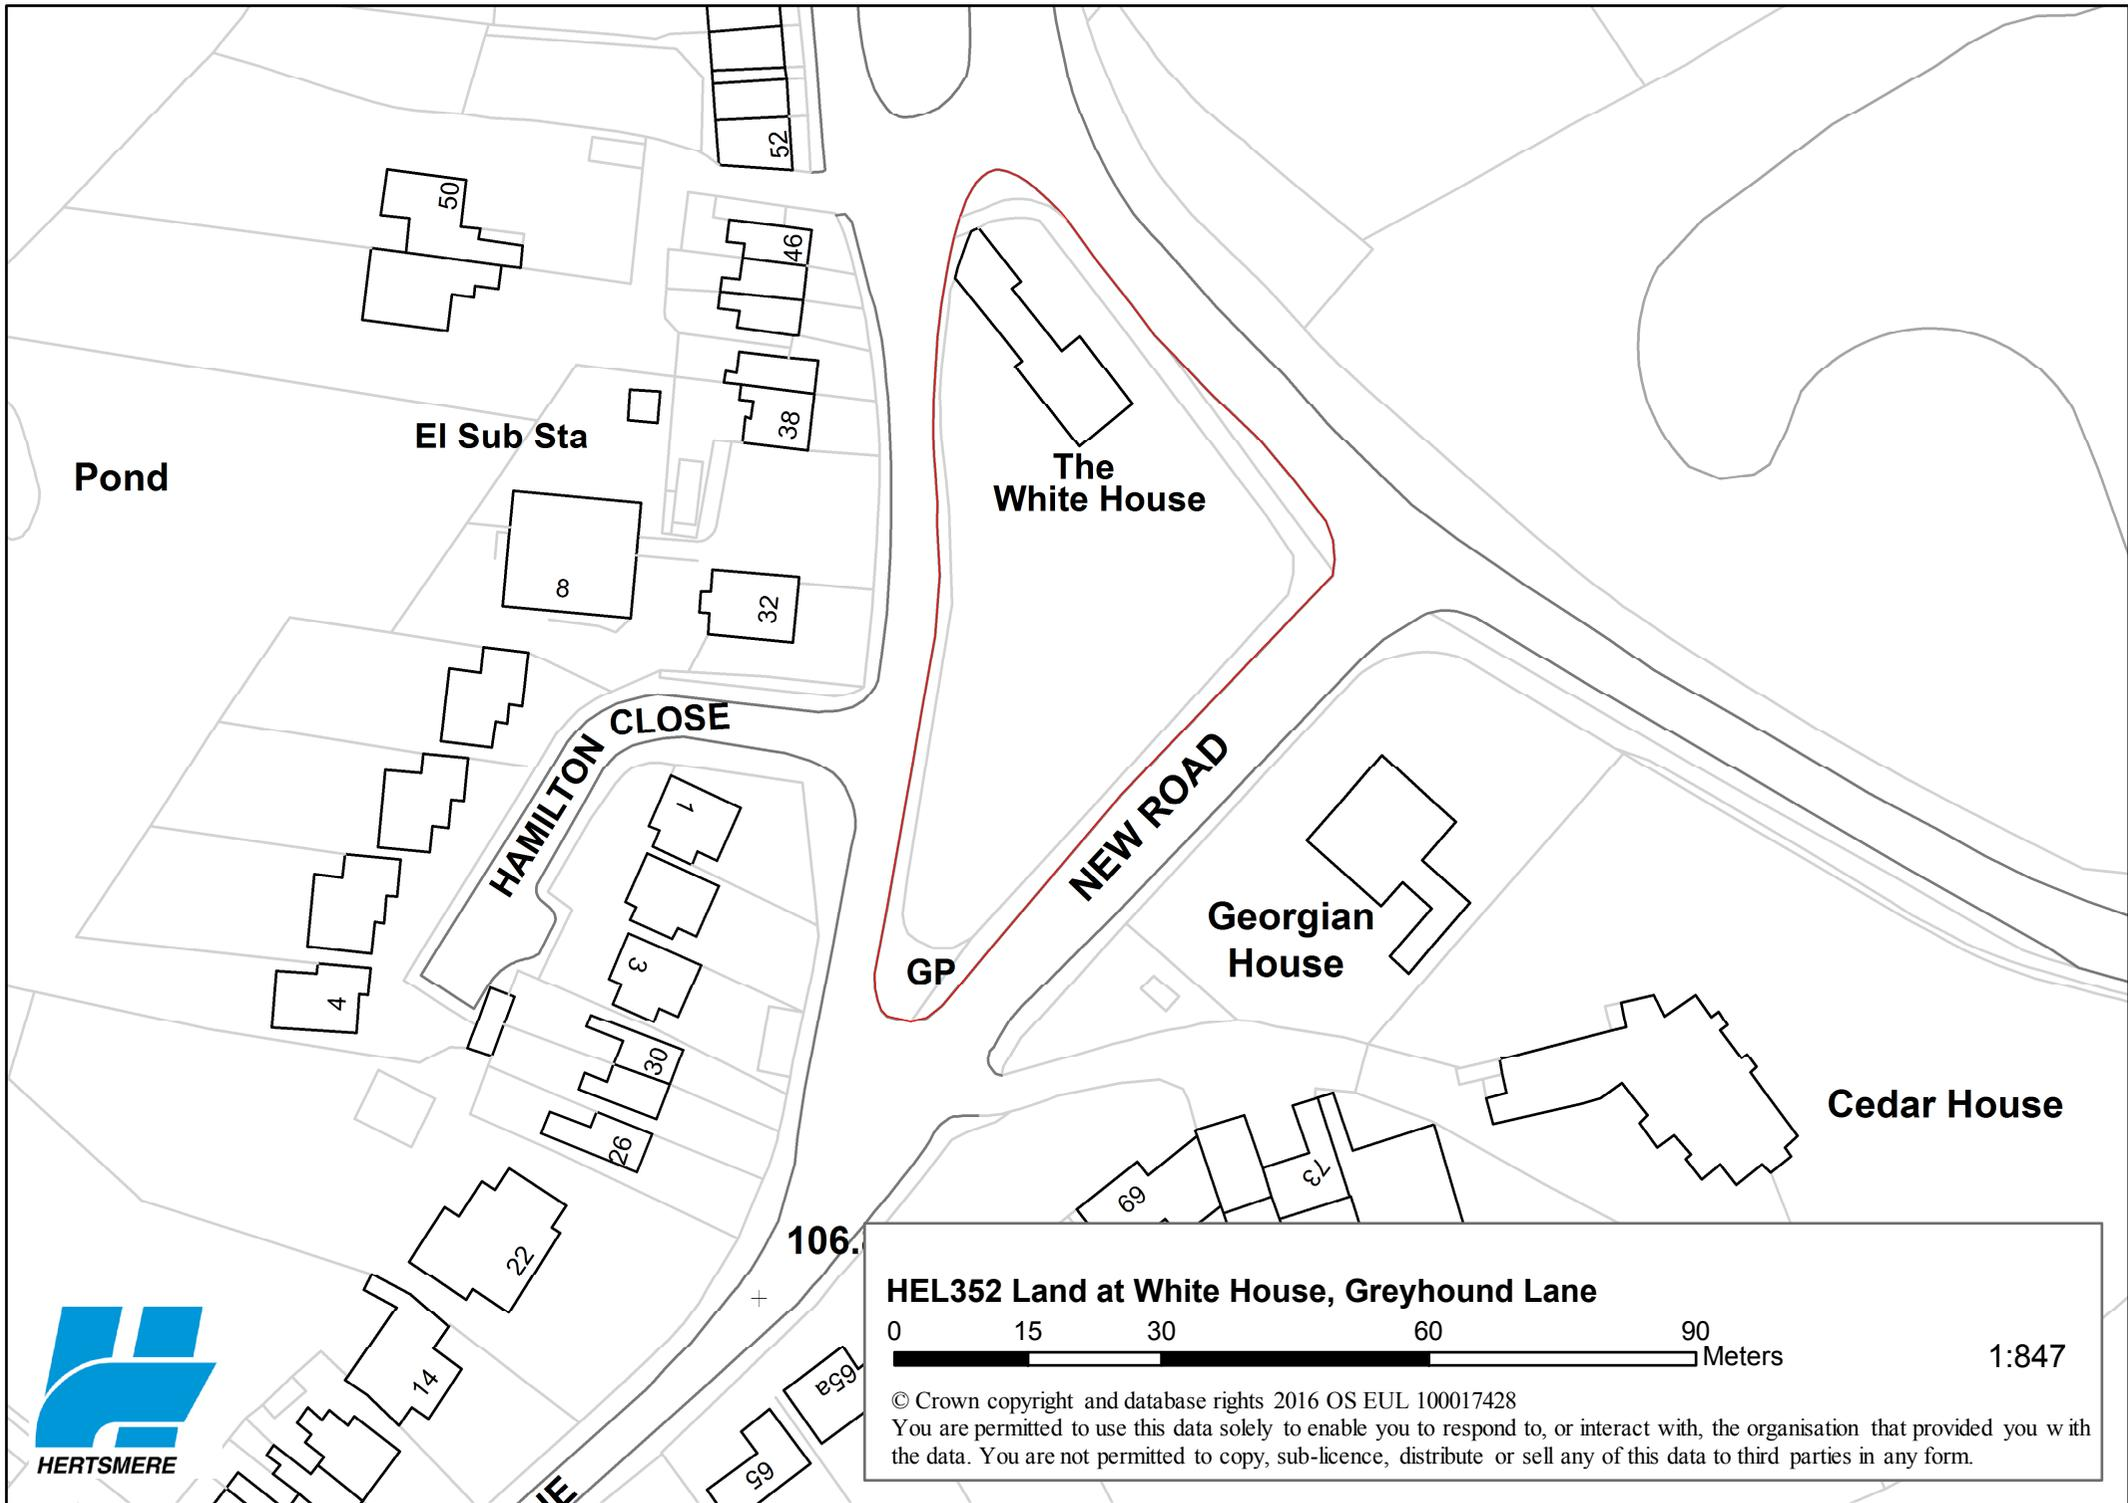 52
50
46
38
El Sub Sta
Pond
The
White House
8
32
HAMILTON CLOSE
NEW ROAD
1
Georgian
House
3
GP
4
30
26
Cedar House
73
69
22
106.
14
65a
65
HEL352 Land at White House, Greyhound Lane
0 15 30 60 90
Meters
1:847
© Crown copyright and database rights 2016 OS EUL 100017428
You are permitted to use this data solely to enable you to respond to, or interact with, the organisation that provided you with
the data. You are not permitted to copy, sub-licence, distribute or sell any of this data to third parties in any form.
HERTSMERE